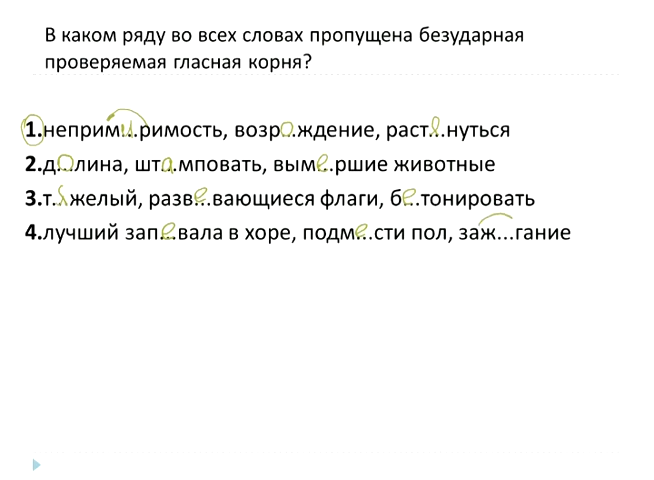 В каком ряду во всех словах пропущена безударная
проверяемая гласная корня?
1.неприм и...римость, возр о...ждение, раст я...нуться
2.д о...лина, шт а...мповать, вым е...ршие животные
3.т я...желый, разв е...вающиеся флаги, б е...тонировать
4.лучший зап е...вала в хоре, подм е...сти пол, заж...гание